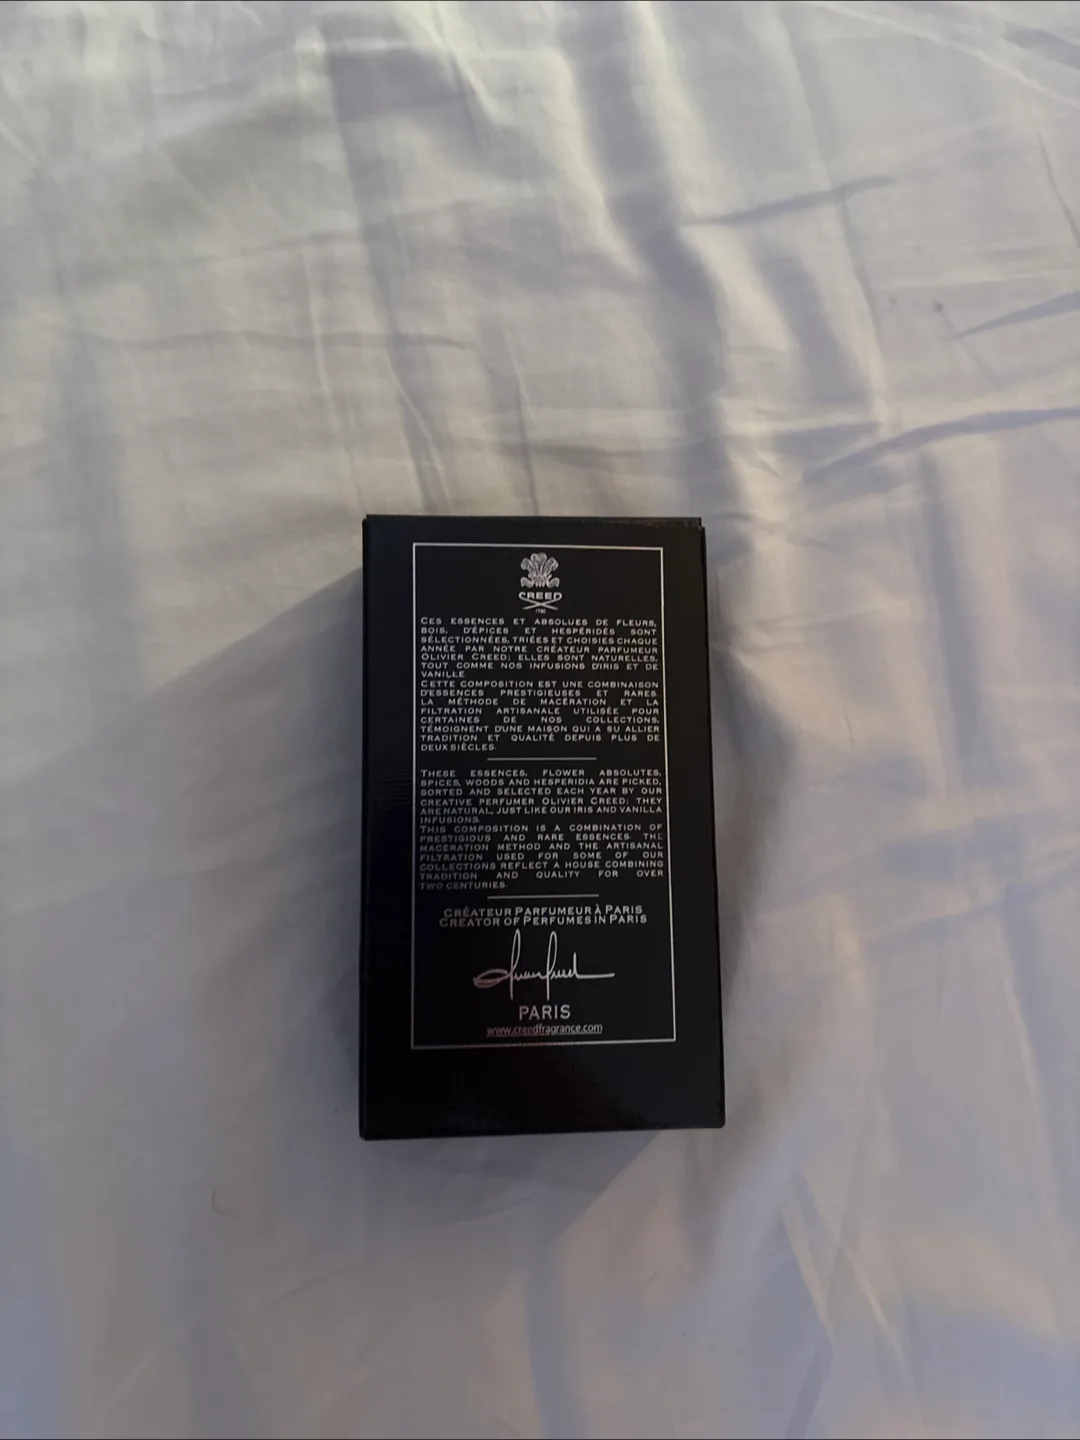 CREED
1760
CES ESSENCES ET ABSOLUES DE FLEURS,
BOIS, D'ÉPICES ET HESPÉRIDÉS SONT
SÉLECTIONNÉES, TRIÉES ET CHOISIES CHAQUE
ANNÉE PAR NOTRE CRÉATEUR PARFUMEUR
OLIVIER CREED; ELLES SONT NATURELLES,
TOUT COMME NOS INFUSIONS D'IRIS ET DE
VANILLE.
CETTE COMPOSITION EST UNE COMBINAISON
D'ESSENCES PRESTIGIEUSES ET RARES.
LA MÉTHODE DE MACÉRATION ET LA
FILTRATION ARTISANALE UTILISÉE POUR
CERTAINES DE NOS COLLECTIONS,
TÉMOIGNENT D'UNE MAISON QUI A SU ALLIER
TRADITION ET QUALITÉ DEPUIS PLUS DE
DEUX SIÈCLES.
THESE ESSENCES, FLOWER ABSOLUTES,
SPICES, WOODS AND HESPERIDIA ARE PICKED,
SORTED AND SELECTED EACH YEAR BY OUR
CREATIVE PERFUMER OLIVIER CREED; THEY
ARE NATURAL, JUST LIKE OUR IRIS AND VANILLA
INFUSIONS.
THIS COMPOSITION IS A COMBINATION OF
PRESTIGIOUS AND RARE ESSENCES. THE
MACERATION METHOD AND THE ARTISANAL
FILTRATION USED FOR SOME OF OUR
COLLECTIONS REFLECT A HOUSE COMBINING
TRADITION AND QUALITY FOR OVER
TWO CENTURIES.
CRÉATEUR PARFUMEUR À PARIS
CREATOR OF PERFUMES IN PARIS
PARIS
www.creedfragrance.com